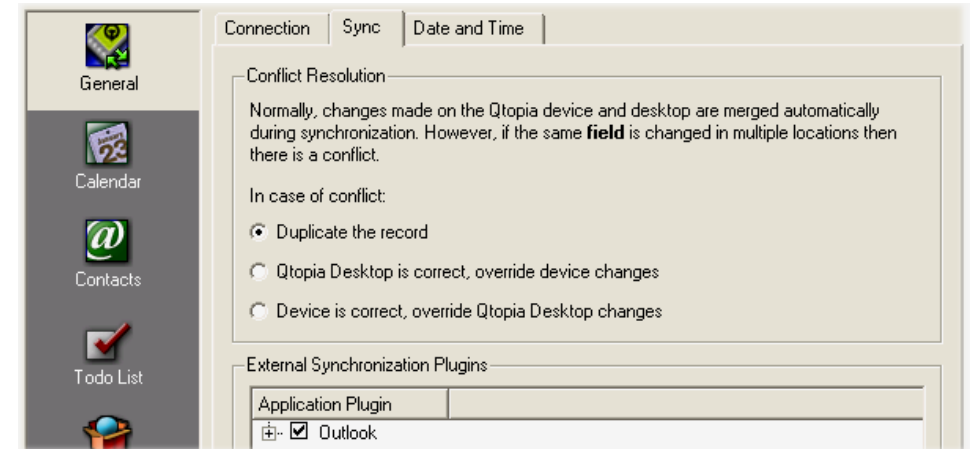 General
Calendar
Contacts
Todo List
Connection Sync Date and Time
Conflict Resolution
Normally, changes made on the Qtopia device and desktop are merged automatically
during synchronization. However, if the same field is changed in multiple locations then
there is a conflict.
In case of conflict:
Duplicate the record
Qtopia Desktop is correct, override device changes
Device is correct, override Qtopia Desktop changes
External Synchronization Plugins
Application Plugin
Outlook